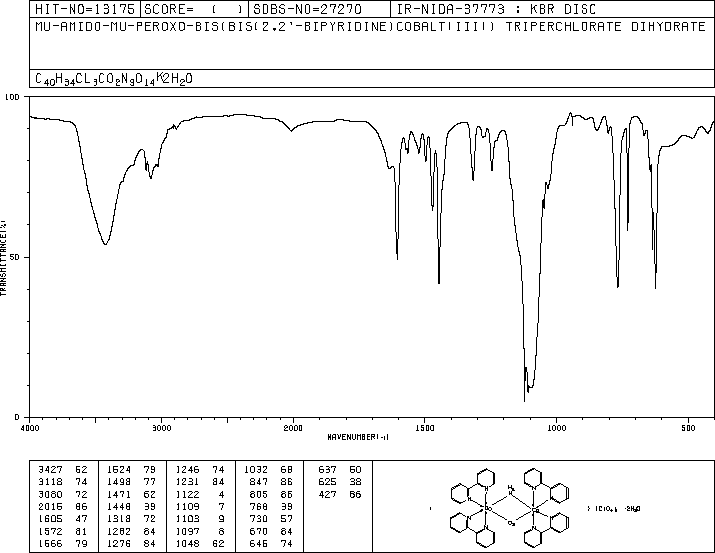 HIT-NO=13175 SCORE= ( ) SDBS-NO=27270 IR-NIDA-37773 : KBR DISC
MU-AMIDO-MU-PEROXO-BIS(BIS(2,2'-BIPYRIDINE)COBALT(III)) TRIPERCHLORATE DIHYDRATE
C40H34CL3CO2N9O14K2H2O
100
50
0
TRANSMITTANCE(%)
4000 3000 2000 1500 1000 500
WAVENUMBER(-1)
3427 52 1524 79 1246 74 1032 68 637 50
3118 74 1498 77 1231 84 847 86 625 38
3080 72 1471 62 1122 4 805 86 427 86
2015 86 1448 39 1109 7 768 39
1605 47 1318 72 1103 9 730 57
1572 81 1282 84 1097 8 670 84
1566 79 1276 84 1048 62 645 74